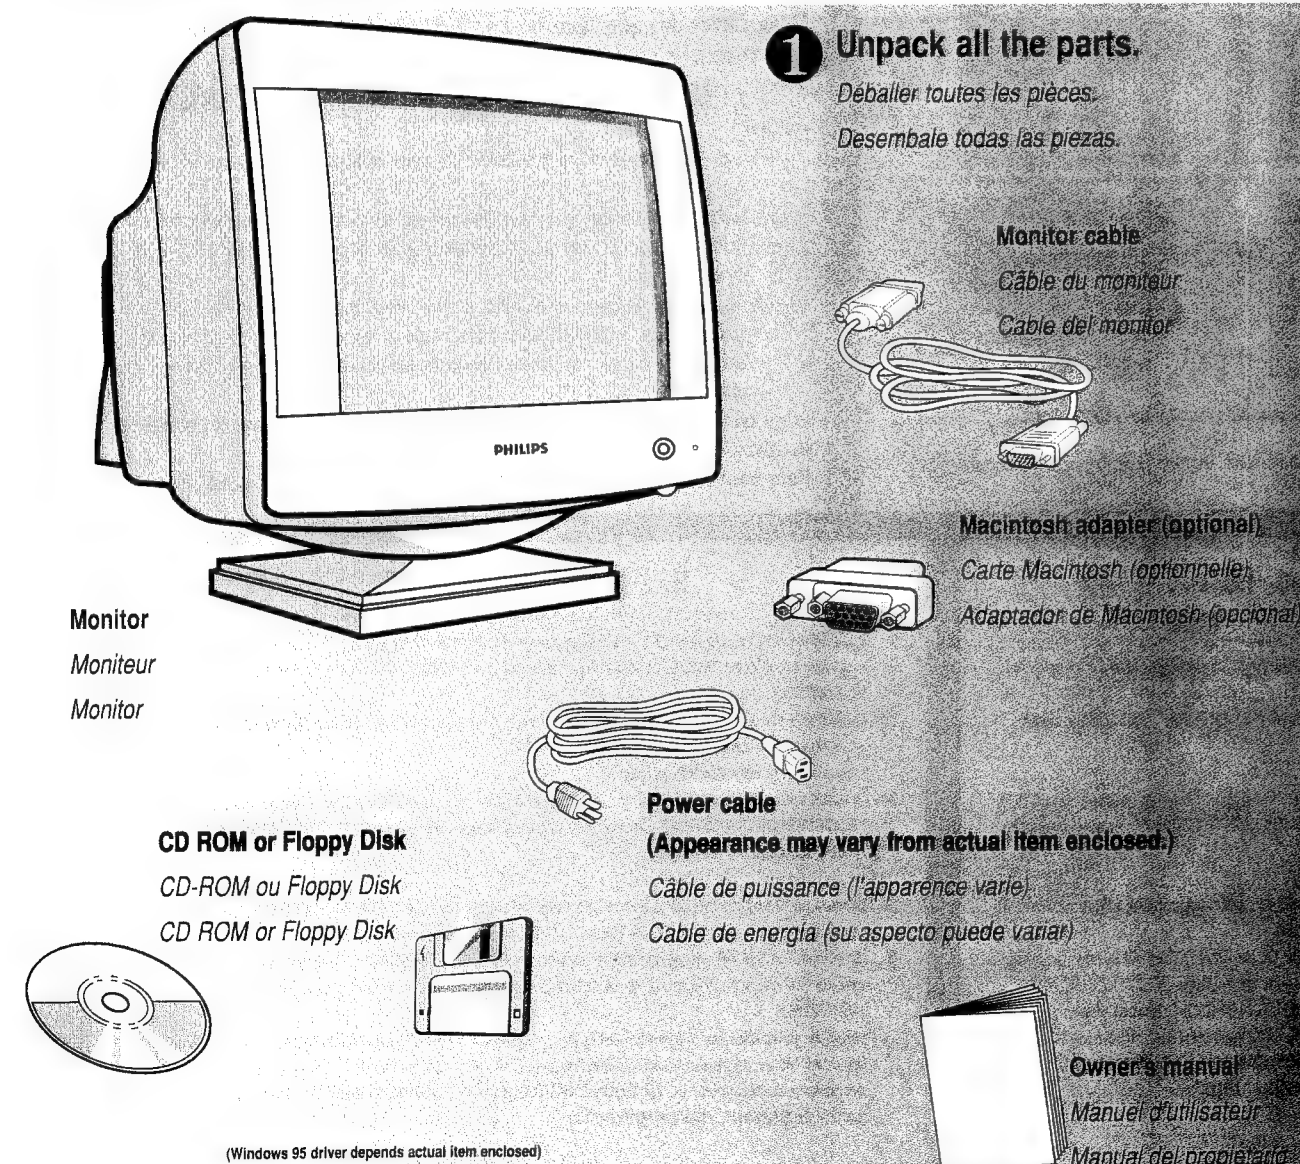 1 Unpack all the parts.
Déballer toutes les pièces.
Desembale todas las piezas.
Monitor cable
Câble du moniteur
Cable del monitor
PHILIPS
Macintosh adapter (optional)
Carte Macintosh (optionnelle)
Adaptador de Macintosh (opcional)
Monitor
Moniteur
Monitor
Power cable
(Appearance may vary from actual item enclosed.)
Câble de puissance (l'apparence varie)
Cable de energía (su aspecto puede variar)
CD ROM or Floppy Disk
CD-ROM ou Floppy Disk
CD ROM or Floppy Disk
Owner's manual
Manuel d'utilisateur
Manual del propietario
(Windows 95 driver depends actual item enclosed)